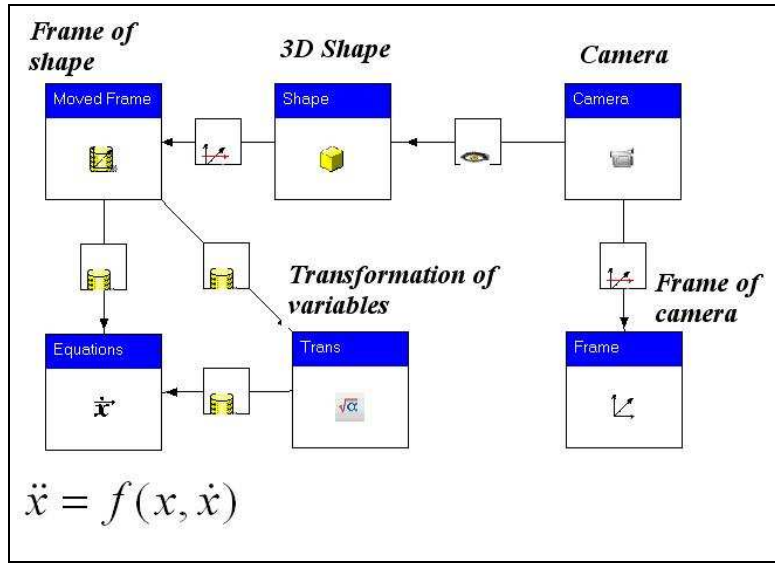 Frame of
shape
3D Shape
Camera
Moved Frame
Shape
Camera
Transformation of
variables
Frame of
camera
Equations
Trans
Frame
ẋ
√α
ẍ = f(x, ẋ)